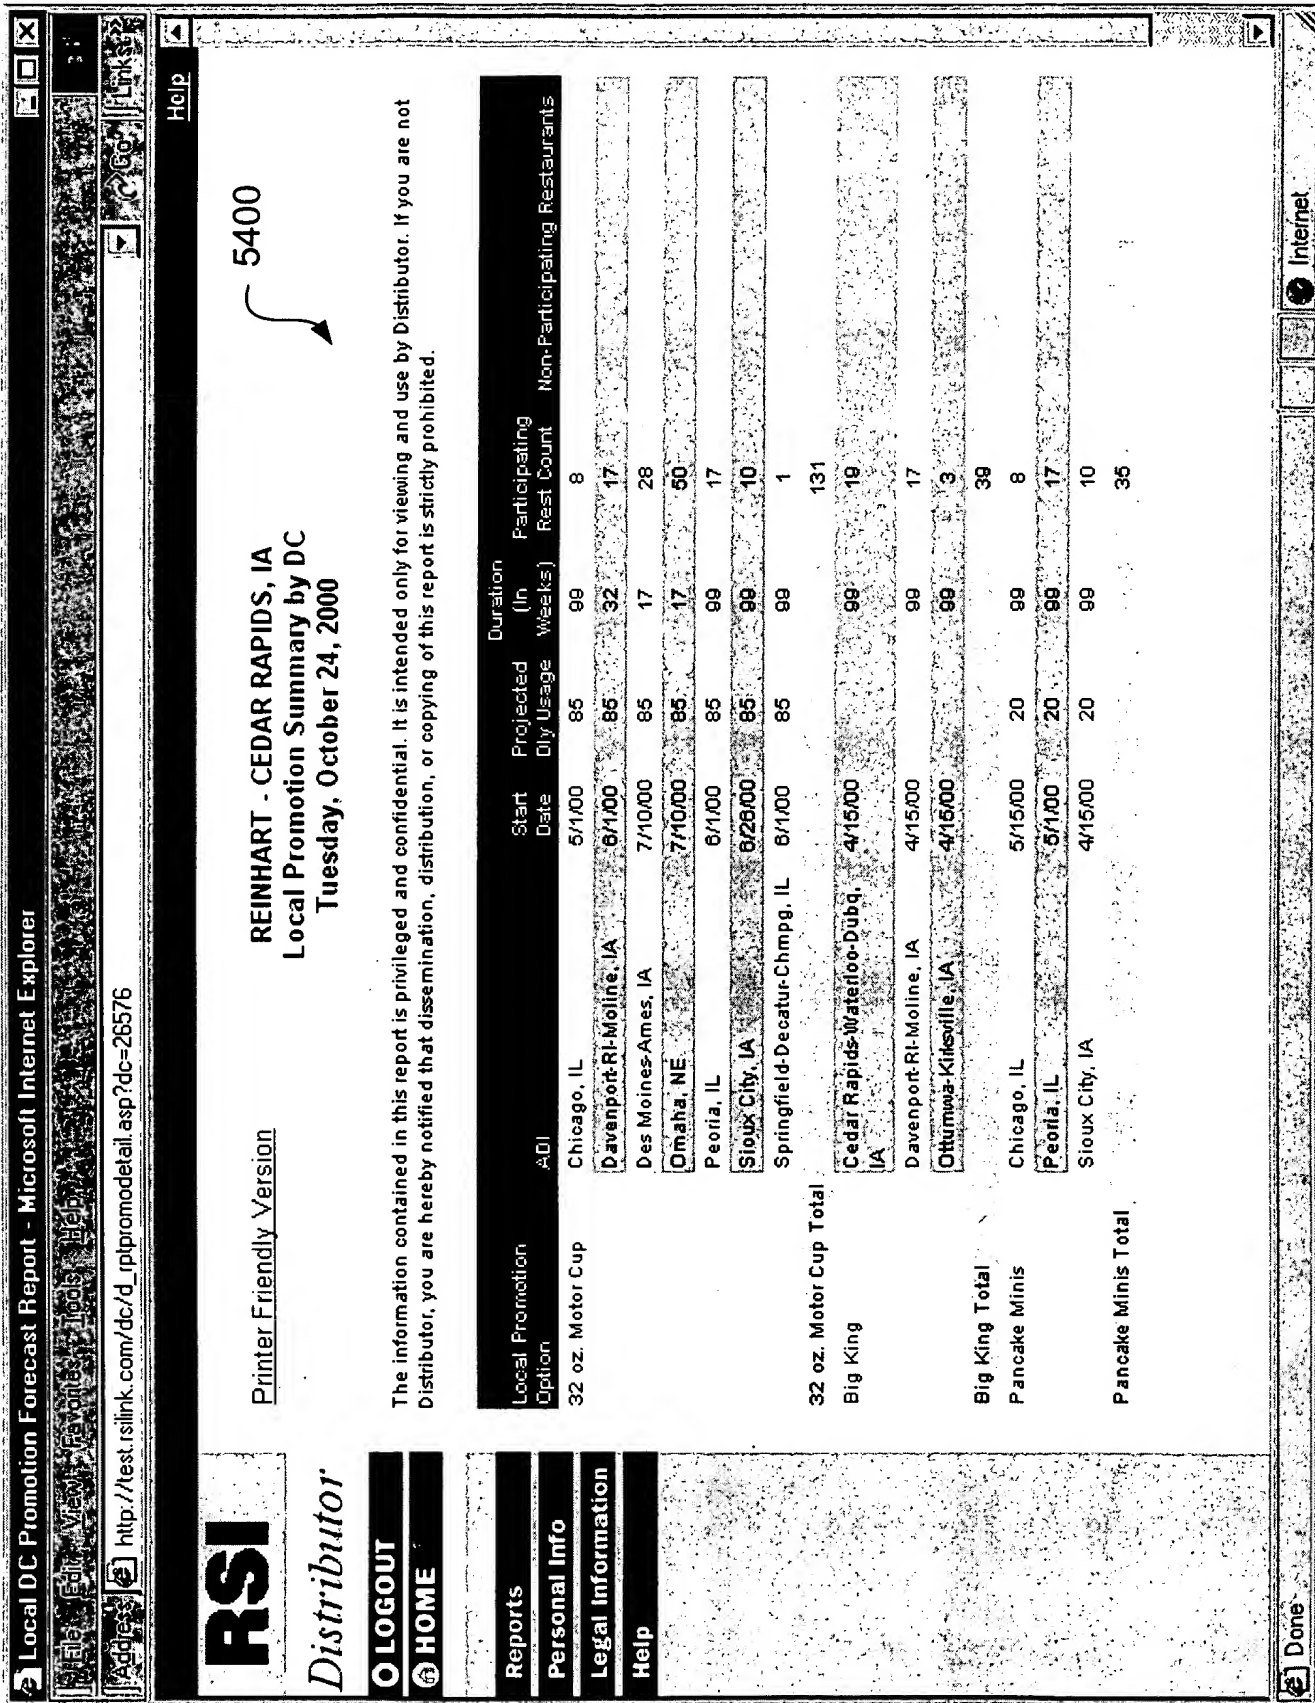 Local DC Promotion Forecast Report - Microsoft Internet Explorer
File Edit View Favorites Tools Help
Address http://test.rsilink.com/dc/d_rptpromodetail.asp?dc=26576 Go Links »
Help
RSI
Distributor
LOGOUT
HOME
Reports
Personal Info
Legal Information
Help
Printer Friendly Version
5400
REINHART - CEDAR RAPIDS, IA
Local Promotion Summary by DC
Tuesday, October 24, 2000
The information contained in this report is privileged and confidential. It is intended only for viewing and use by Distributor. If you are not
Distributor, you are hereby notified that dissemination, distribution, or copying of this report is strictly prohibited.
Local Promotion Option ADI Start Date Projected Dly Usage Duration (In Weeks) Participating Rest Count Non-Participating Restaurants
32 oz. Motor Cup Chicago, IL 5/1/00 85 99 8
Davenport-RI-Moline, IA 6/1/00 85 32 17
Des Moines-Ames, IA 7/10/00 85 17 28
Omaha, NE 7/10/00 85 17 50
Peoria, IL 6/1/00 85 99 17
Sioux City, IA 6/26/00 85 99 10
Springfield-Decatur-Chmpg, IL 6/1/00 85 99 1
32 oz. Motor Cup Total 131
Big King Cedar Rapids-Waterloo-Dubq, IA 4/15/00 99 19
Davenport-RI-Moline, IA 4/15/00 99 17
Ottumwa-Kirksville, IA 4/15/00 99 3
Big King Total 39
Pancake Minis Chicago, IL 5/15/00 20 99 8
Peoria, IL 5/1/00 20 99 17
Sioux City, IA 4/15/00 20 99 10
Pancake Minis Total 35
Done Internet